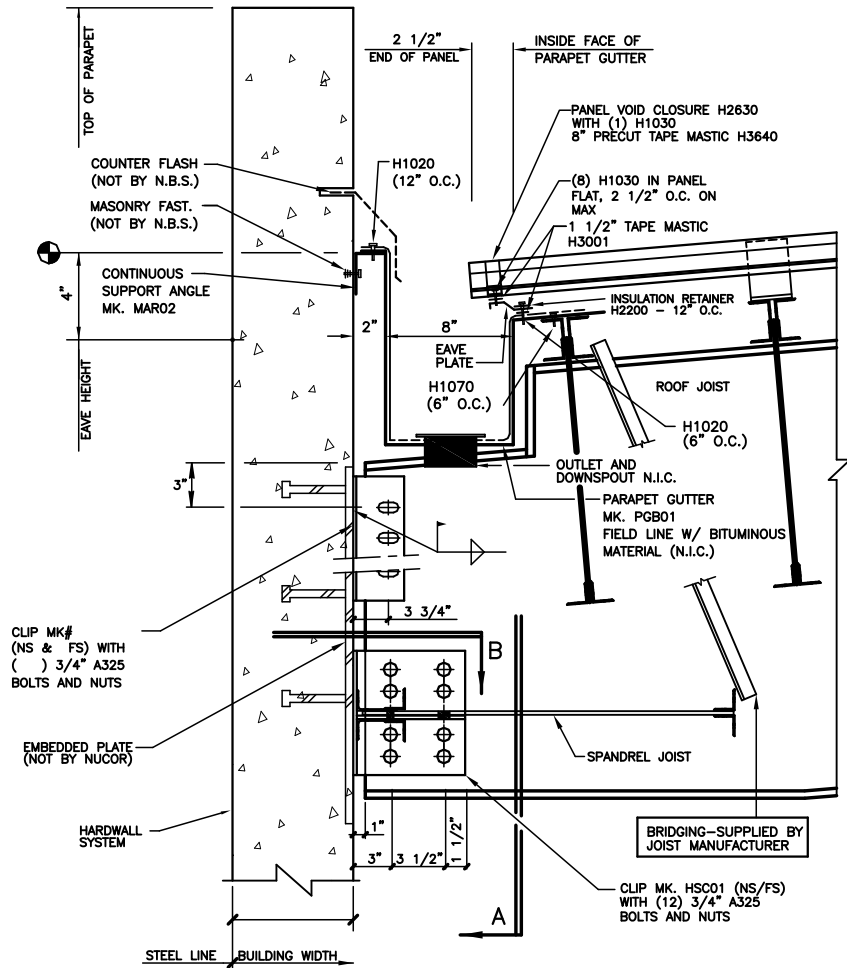 TOP OF PARAPET
2 1/2"
END OF PANEL
INSIDE FACE OF
PARAPET GUTTER
PANEL VOID CLOSURE H2630
WITH (1) H1030
8" PRECUT TAPE MASTIC H3640
COUNTER FLASH
(NOT BY N.B.S.)
H1020
(12" O.C.)
(8) H1030 IN PANEL
FLAT, 2 1/2" O.C. ON
MAX
MASONRY FAST.
(NOT BY N.B.S.)
1 1/2" TAPE MASTIC
H3001
CONTINUOUS
SUPPORT ANGLE
MK. MAR02
4"
EAVE HEIGHT
2"
8"
INSULATION RETAINER
H2200 - 12" O.C.
EAVE
PLATE
H1070
(6" O.C.)
ROOF JOIST
H1020
(6" O.C.)
3"
OUTLET AND
DOWNSPOUT N.I.C.
PARAPET GUTTER
MK. PGB01
FIELD LINE W/ BITUMINOUS
MATERIAL (N.I.C.)
3 3/4"
CLIP MK#
(NS & FS) WITH
( ) 3/4" A325
BOLTS AND NUTS
B
EMBEDDED PLATE
(NOT BY NUCOR)
SPANDREL JOIST
HARDWALL
SYSTEM
1"
3"
3 1/2"
1 1/2"
BRIDGING-SUPPLIED BY
JOIST MANUFACTURER
CLIP MK. HSC01 (NS/FS)
WITH (12) 3/4" A325
BOLTS AND NUTS
A
STEEL LINE
BUILDING WIDTH